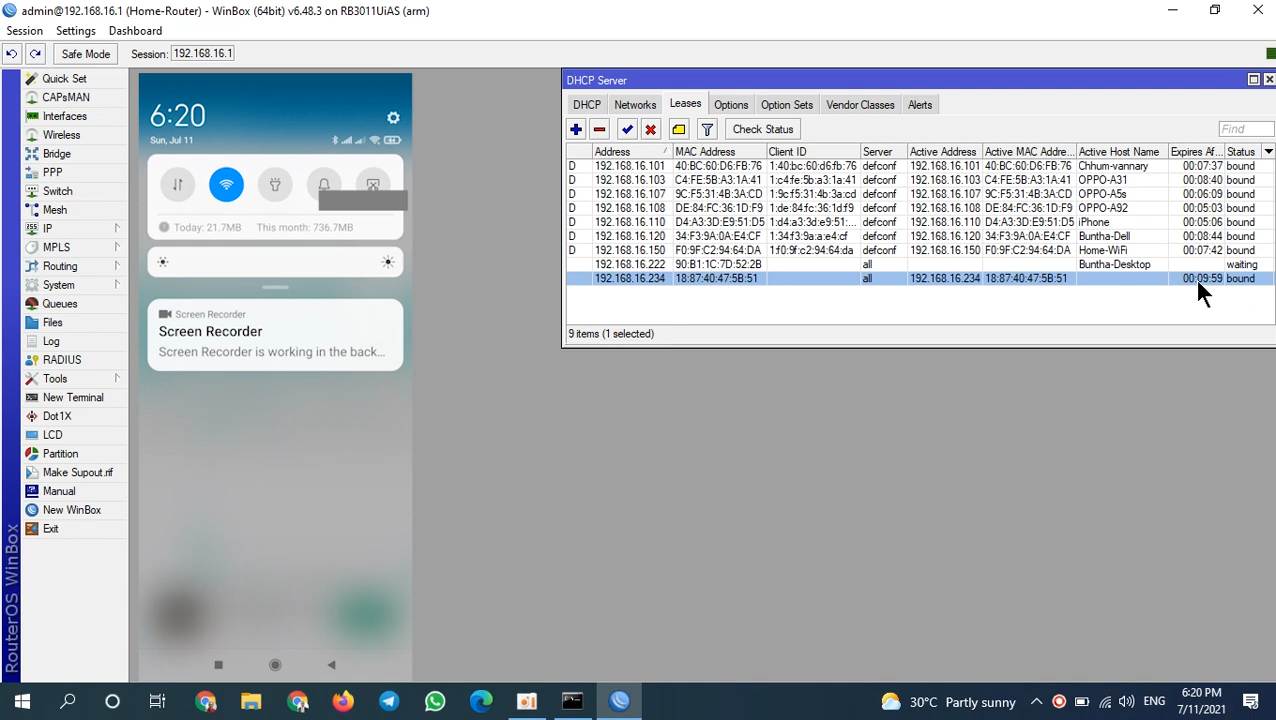 admin@192.168.16.1 (Home-Router) - WinBox (64bit) v6.48.3 on RB3011UiAS (arm)
Session Settings Dashboard
Safe Mode Session: 192.168.16.1
Quick Set
CAPsMAN
Interfaces
Wireless
Bridge
PPP
Switch
Mesh
IP
MPLS
Routing
System
Queues
Files
Log
RADIUS
Tools
New Terminal
Dot1X
LCD
Partition
Make Supout.rif
Manual
New WinBox
Exit
RouterOS WinBox
6:20
Sun, Jul 11
Today: 21.7MB This month: 736.7MB
Screen Recorder
Screen Recorder
Screen Recorder is working in the back...
DHCP Server
DHCP Networks Leases Options Option Sets Vendor Classes Alerts
Check Status Find
Address MAC Address Client ID Server Active Address Active MAC Addre... Active Host Name Expires Af... Status
D 192.168.16.101 40:BC:60:D6:FB:76 1:40:bc:60:d6:fb:76 defconf 192.168.16.101 40:BC:60:D6:FB:76 Chhum-vannary 00:07:37 bound
D 192.168.16.103 C4:FE:5B:A3:1A:41 1:c4:fe:5b:a3:1a:41 defconf 192.168.16.103 C4:FE:5B:A3:1A:41 OPPO-A31 00:08:40 bound
D 192.168.16.107 9C:F5:31:4B:3A:CD 1:9c:f5:31:4b:3a:cd defconf 192.168.16.107 9C:F5:31:4B:3A:CD OPPO-A5s 00:06:09 bound
D 192.168.16.108 DE:84:FC:36:1D:F9 1:de:84:fc:36:1d:f9 defconf 192.168.16.108 DE:84:FC:36:1D:F9 OPPO-A92 00:05:03 bound
D 192.168.16.110 D4:A3:3D:E9:51:D5 1:d4:a3:3d:e9:51:... defconf 192.168.16.110 D4:A3:3D:E9:51:D5 iPhone 00:05:06 bound
D 192.168.16.120 34:F3:9A:0A:E4:CF 1:34:f3:9a:a:e4:cf defconf 192.168.16.120 34:F3:9A:0A:E4:CF Buntha-Dell 00:08:44 bound
D 192.168.16.150 F0:9F:C2:94:64:DA 1:f0:9f:c2:94:64:da defconf 192.168.16.150 F0:9F:C2:94:64:DA Home-WiFi 00:07:42 bound
192.168.16.222 90:B1:1C:7D:52:2B all Buntha-Desktop waiting
192.168.16.234 18:87:40:47:5B:51 all 192.168.16.234 18:87:40:47:5B:51 00:09:59 bound
9 items (1 selected)
30°C Partly sunny ENG 6:20 PM
7/11/2021